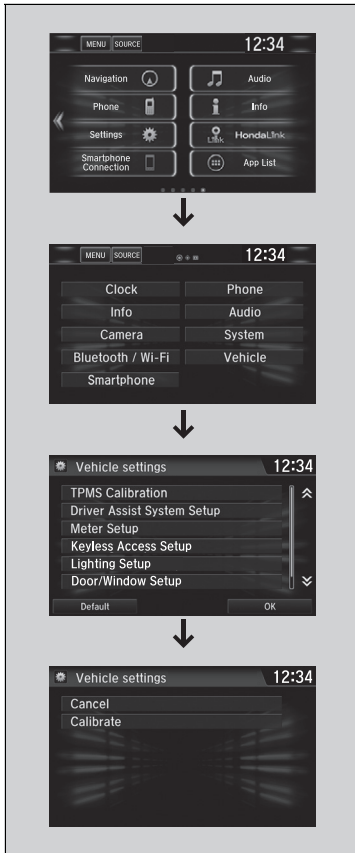 MENU SOURCE 12:34
Navigation Audio
Phone Info
Settings Link HondaLink
Smartphone
Connection App List
MENU SOURCE 12:34
Clock Phone
Info Audio
Camera System
Bluetooth / Wi-Fi Vehicle
Smartphone
Vehicle settings 12:34
TPMS Calibration
Driver Assist System Setup
Meter Setup
Keyless Access Setup
Lighting Setup
Door/Window Setup
Default OK
Vehicle settings 12:34
Cancel
Calibrate